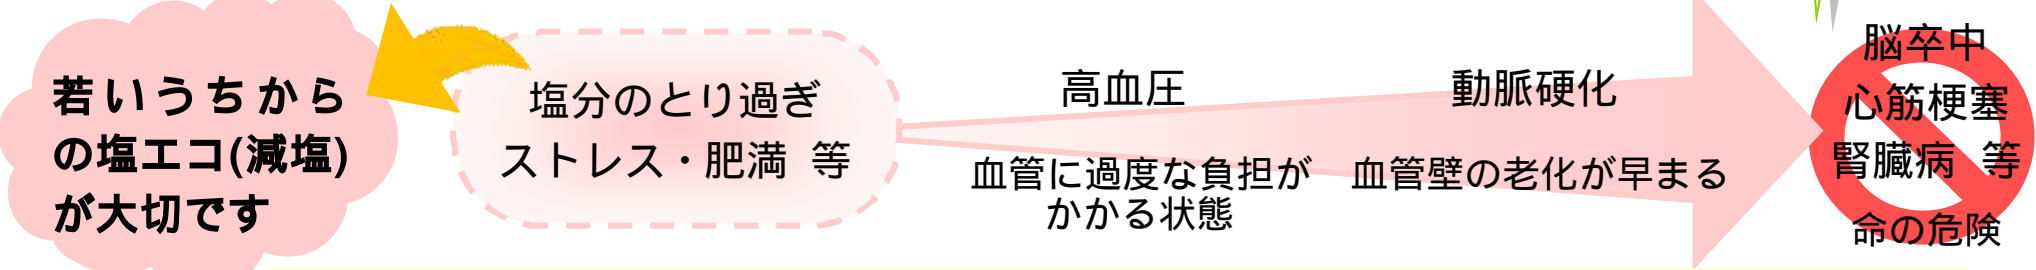 若いうちから
の塩エコ(減塩)
が大切です
塩分のとり過ぎ
ストレス・肥満 等
高血圧
血管に過度な負担が
かかる状態
動脈硬化
血管壁の老化が早まる
脳卒中
心筋梗塞
腎臓病 等
命の危険